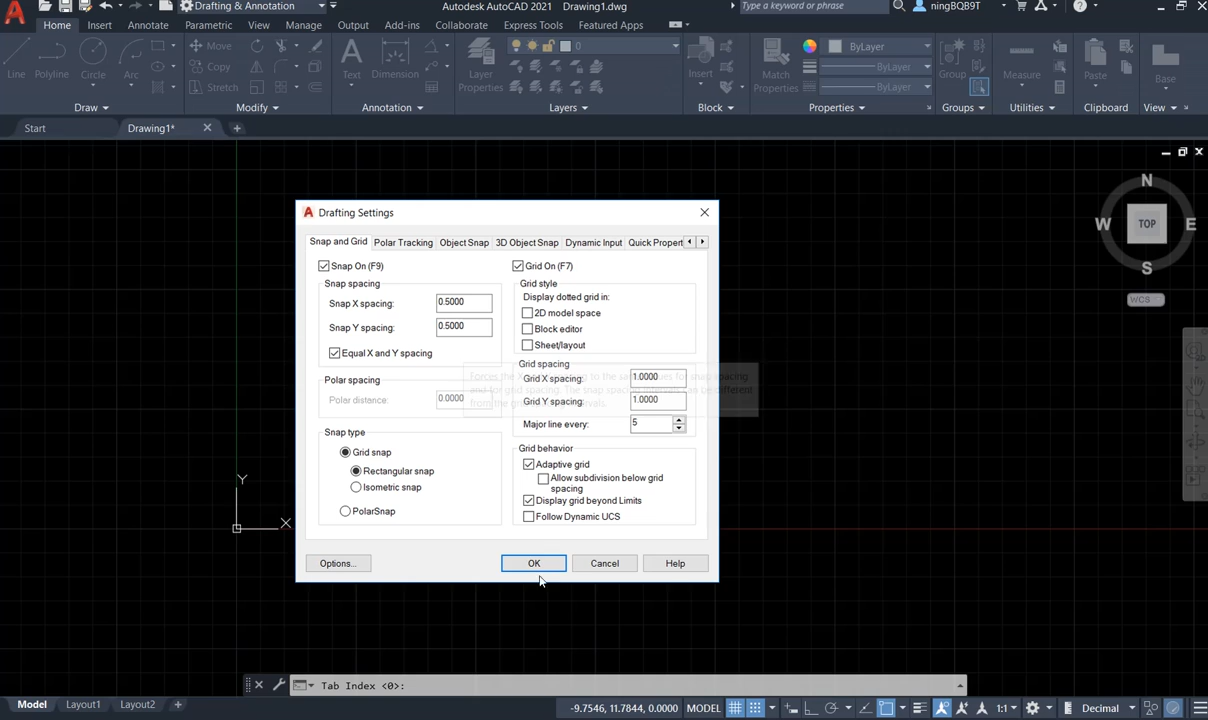 Drafting & Annotation
Autodesk AutoCAD 2021 Drawing1.dwg
Type a keyword or phrase
ningBQB9T
Home Insert Annotate Parametric View Manage Output Add-ins Collaborate Express Tools Featured Apps
Move
Copy
Stretch
0
ByLayer
ByLayer
ByLayer
Line Polyline Circle Arc
Text Dimension
Layer
Properties
Insert
Match
Properties
Group
Measure
Paste
Base
Draw Modify Annotation Layers Block Properties Groups Utilities Clipboard View
Start Drawing1*
N
W TOP E
S
WCS
Drafting Settings
Snap and Grid Polar Tracking Object Snap 3D Object Snap Dynamic Input Quick Propert
Snap On (F9)
Snap spacing
Snap X spacing: 0.5000
Snap Y spacing: 0.5000
Equal X and Y spacing
Polar spacing
Polar distance: 0.0000
Snap type
Grid snap
Rectangular snap
Isometric snap
PolarSnap
Grid On (F7)
Grid style
Display dotted grid in:
2D model space
Block editor
Sheet/layout
Grid spacing
Grid X spacing: 1.0000
Grid Y spacing: 1.0000
Major line every: 5
Grid behavior
Adaptive grid
Allow subdivision below grid
spacing
Display grid beyond Limits
Follow Dynamic UCS
Options... OK Cancel Help
Y
X
Tab Index <0>:
Model Layout1 Layout2
-9.7546, 11.7844, 0.0000 MODEL 1:1 Decimal